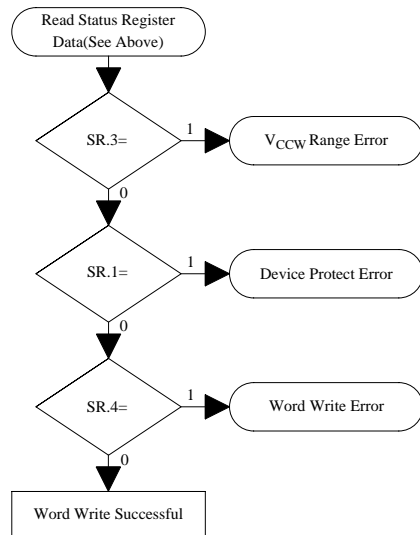 Read Status Register
Data(See Above)
SR.3=
1
V_CCW Range Error
0
SR.1=
1
Device Protect Error
0
SR.4=
1
Word Write Error
0
Word Write Successful